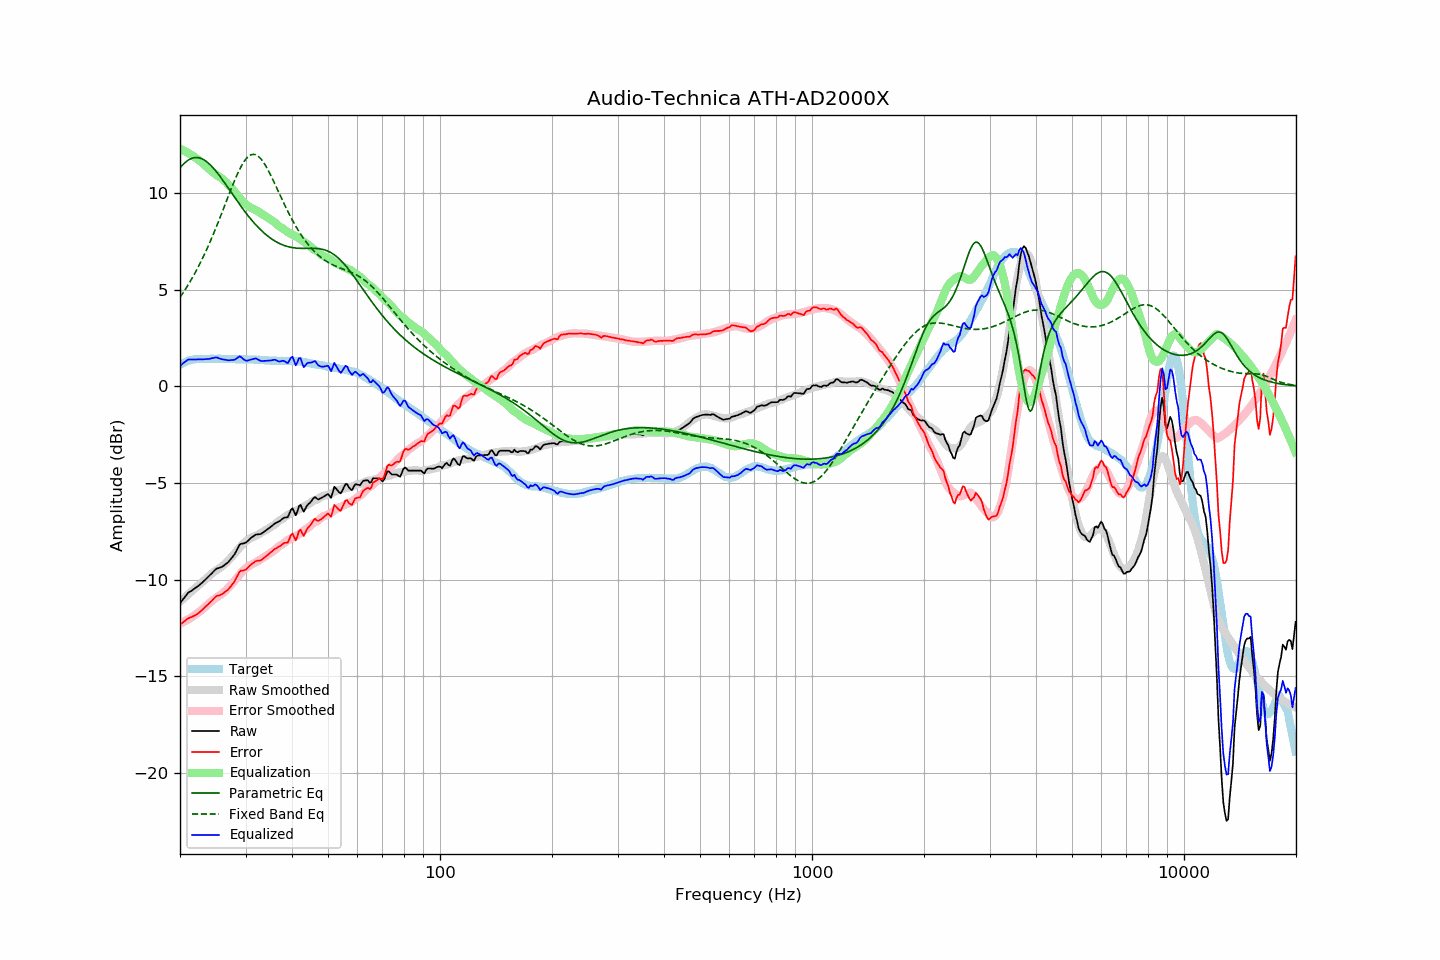 Audio-Technica ATH-AD2000X
Amplitude (dBr)
10
5
0
−5
−10
−15
−20
Target
Raw Smoothed
Error Smoothed
Raw
Error
Equalization
Parametric Eq
Fixed Band Eq
Equalized
100
1000
10000
Frequency (Hz)